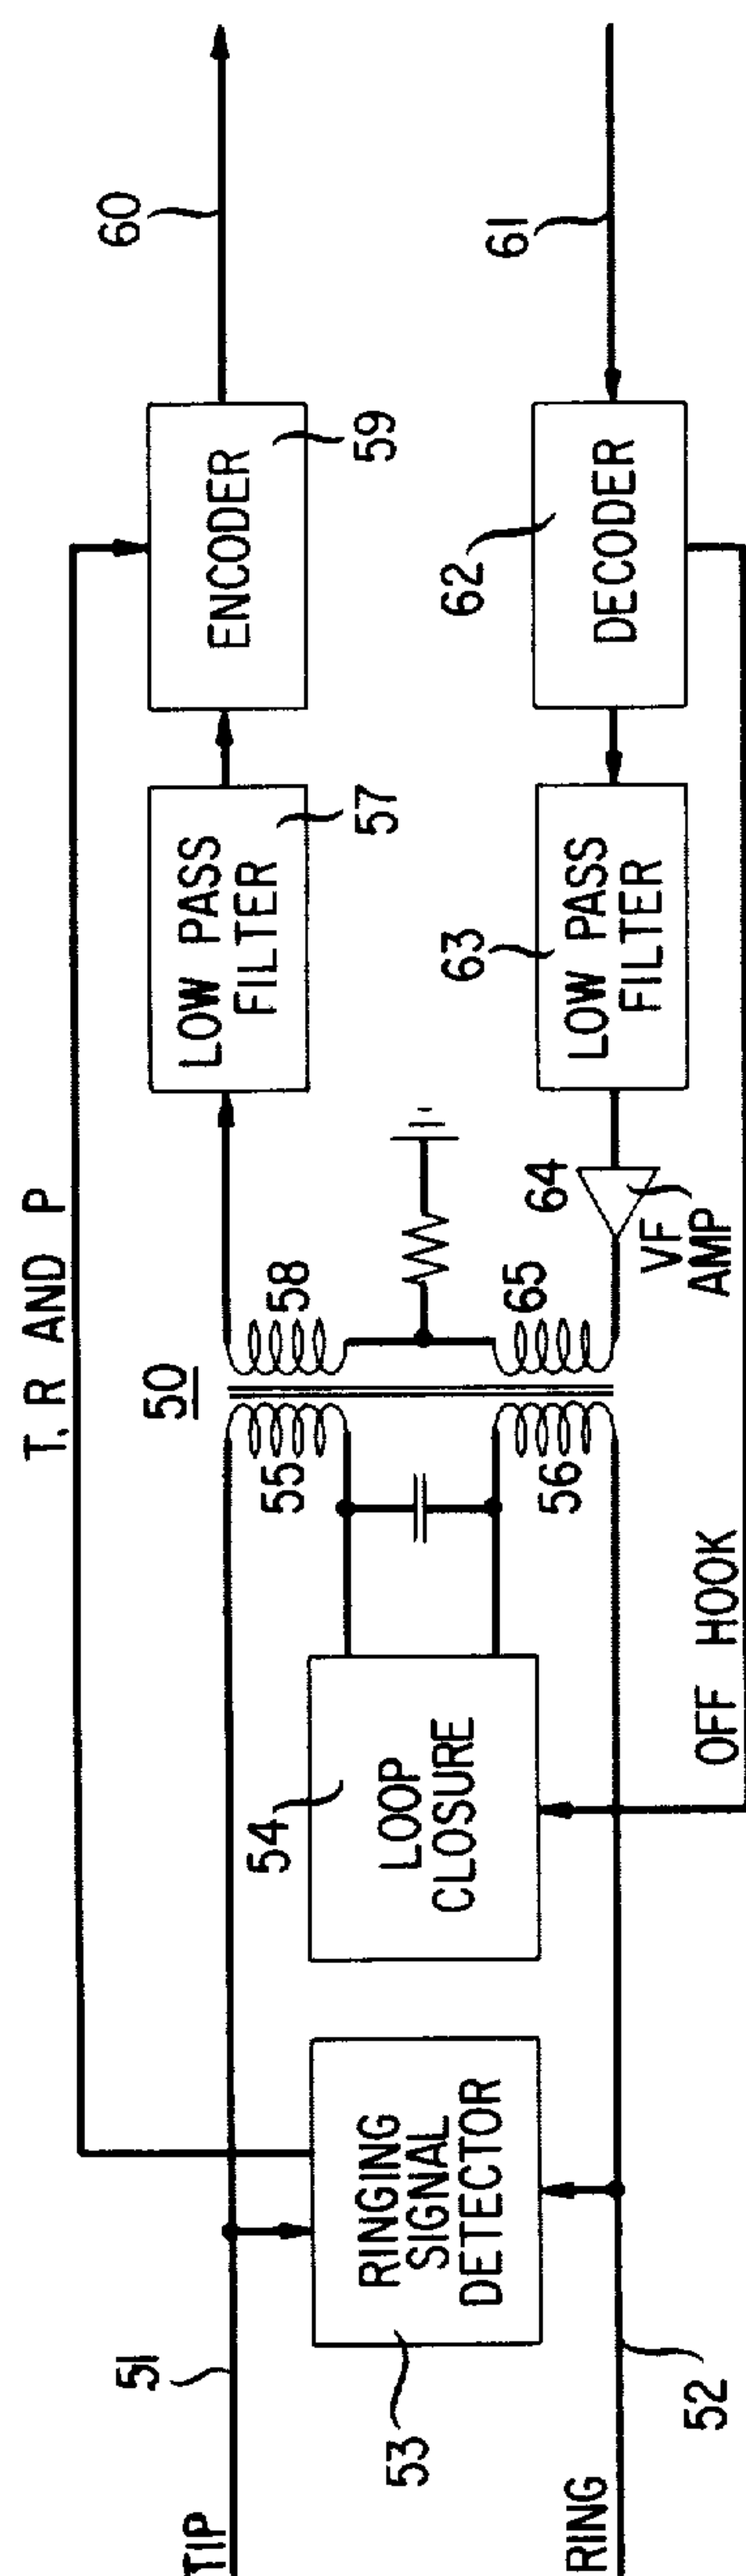 T, R AND P
TIP
51
RING
52
53
RINGING
SIGNAL
DETECTOR
54
LOOP
CLOSURE
OFF HOOK
50
55
58
56
65
64
VF
AMP
LOW PASS
FILTER
57
63
LOW PASS
FILTER
ENCODER
59
62
DECODER
60
61